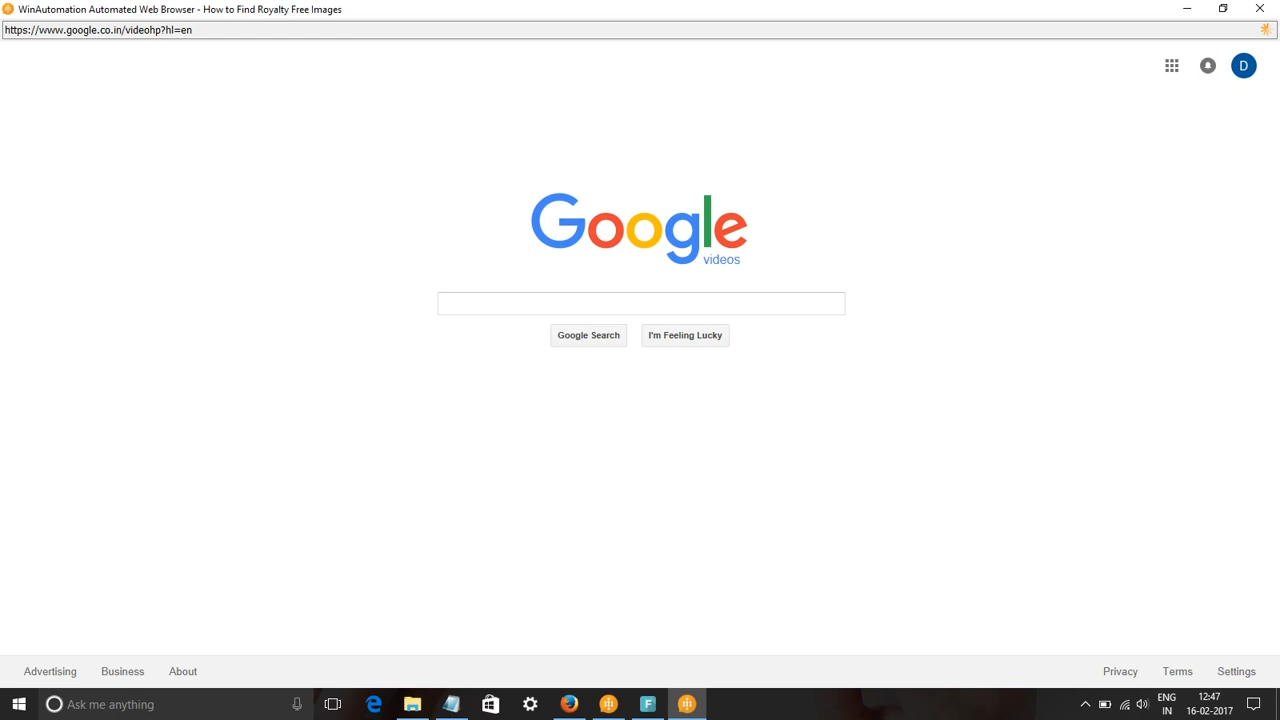 WinAutomation Automated Web Browser - How to Find Royalty Free Images
https://www.google.co.in/videohp?hl=en
D
Google
videos
Google Search I'm Feeling Lucky
Advertising Business About Privacy Terms Settings
Ask me anything
F
ENG
IN
12:47
16-02-2017